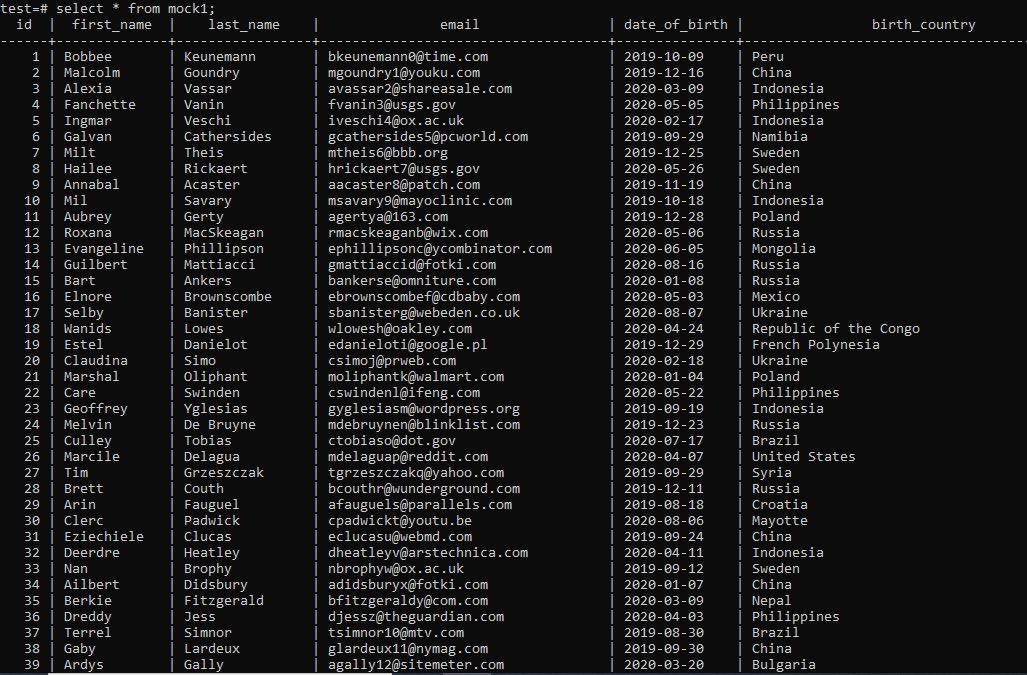 test=# select * from mock1;
id | first_name | last_name | email | date_of_birth | birth_country
-----+------------+-----------------+------------------------------------+---------------+-----------------------------------
1 | Bobbee | Keunemann | bkeunemann0@time.com | 2019-10-09 | Peru
2 | Malcolm | Goundry | mgoundry1@youku.com | 2019-12-16 | China
3 | Alexia | Vassar | avassar2@shareasale.com | 2020-03-09 | Indonesia
4 | Fanchette | Vanin | fvanin3@usgs.gov | 2020-05-05 | Philippines
5 | Ingmar | Veschi | iveschi4@ox.ac.uk | 2020-02-17 | Indonesia
6 | Galvan | Cathersides | gcathersides5@pcworld.com | 2019-09-29 | Namibia
7 | Milt | Theis | mtheis6@bbb.org | 2019-12-25 | Sweden
8 | Hailee | Rickaert | hrickaert7@usgs.gov | 2020-05-26 | Sweden
9 | Annabal | Acaster | aacaster8@patch.com | 2019-11-19 | China
10 | Mil | Savary | msavary9@mayoclinic.com | 2019-10-18 | Indonesia
11 | Aubrey | Gerty | agertya@163.com | 2019-12-28 | Poland
12 | Roxana | MacSkeagan | rmacskeaganb@wix.com | 2020-05-06 | Russia
13 | Evangeline | Phillipson | ephillipsonc@ycombinator.com | 2020-06-05 | Mongolia
14 | Guilbert | Mattiacci | gmattiaccid@fotki.com | 2020-08-16 | Russia
15 | Bart | Ankers | bankerse@omniture.com | 2020-01-08 | Russia
16 | Elnore | Brownscombe | ebrownscombef@cdbaby.com | 2020-05-03 | Mexico
17 | Selby | Banister | sbanisterg@webeden.co.uk | 2020-08-07 | Ukraine
18 | Wanids | Lowes | wlowesh@oakley.com | 2020-04-24 | Republic of the Congo
19 | Estel | Danielot | edanieloti@google.pl | 2019-12-29 | French Polynesia
20 | Claudina | Simo | csimoj@prweb.com | 2020-02-18 | Ukraine
21 | Marshal | Oliphant | moliphantk@walmart.com | 2020-01-04 | Poland
22 | Care | Swinden | cswindenl@ifeng.com | 2020-05-22 | Philippines
23 | Geoffrey | Yglesias | gyglesiasm@wordpress.org | 2019-09-19 | Indonesia
24 | Melvin | De Bruyne | mdebruynen@blinklist.com | 2019-12-23 | Russia
25 | Culley | Tobias | ctobiaso@dot.gov | 2020-07-17 | Brazil
26 | Marcile | Delagua | mdelaguap@reddit.com | 2020-04-07 | United States
27 | Tim | Grzeszczak | tgrzeszczakq@yahoo.com | 2019-09-29 | Syria
28 | Brett | Couth | bcouthr@wunderground.com | 2019-12-11 | Russia
29 | Arin | Fauguel | afauguels@parallels.com | 2019-08-18 | Croatia
30 | Clerc | Padwick | cpadwickt@youtu.be | 2020-08-06 | Mayotte
31 | Eziechiele | Clucas | eclucasu@webmd.com | 2019-09-24 | China
32 | Deerdre | Heatley | dheatleyv@arstechnica.com | 2020-04-11 | Indonesia
33 | Nan | Brophy | nbrophyw@ox.ac.uk | 2019-09-12 | Sweden
34 | Ailbert | Didsbury | adidsburyx@fotki.com | 2020-01-07 | China
35 | Berkie | Fitzgerald | bfitzgeraldy@com.com | 2020-03-09 | Nepal
36 | Dreddy | Jess | djessz@theguardian.com | 2020-04-03 | Philippines
37 | Terrel | Simnor | tsimnor10@mtv.com | 2019-08-30 | Brazil
38 | Gaby | Lardeux | glardeux11@nymag.com | 2019-09-30 | China
39 | Ardys | Gally | agally12@sitemeter.com | 2020-03-20 | Bulgaria